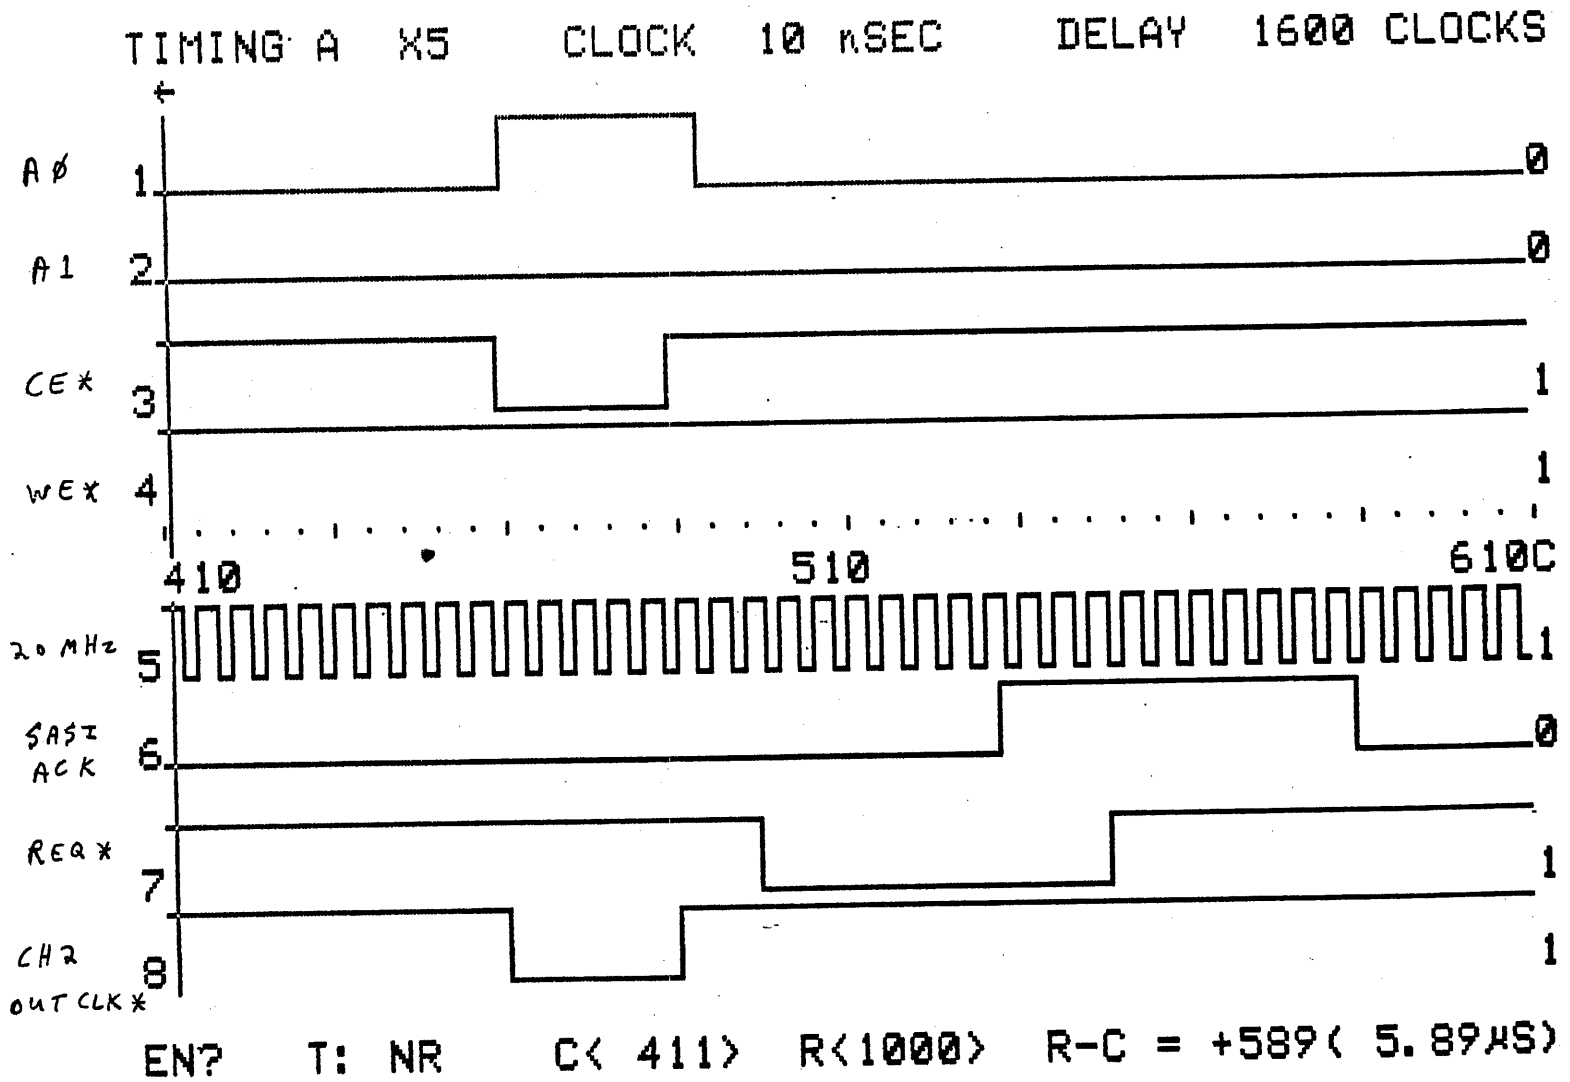 TIMING A X5 CLOCK 10 nSEC DELAY 1600 CLOCKS
←
AØ 1 0
A1 2 0
CE* 3 1
WE* 4 1
410 510 610C
20 MHz 5 1
SASI
ACK 6 0
REQ* 7 1
CH2 8 1
OUT CLK*
EN? T: NR C< 411> R<1000> R-C = +589( 5.89µS)